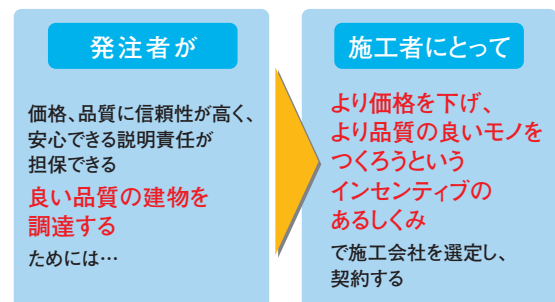 発注者が
価格、品質に信頼性が高く、
安心できる説明責任が
担保できる
良い品質の建物を
調達する
ためには…
施工者にとって
より価格を下げ、
より品質の良いモノを
つくろうという
インセンティブの
あるしくみ
で施工会社を選定し、
契約する